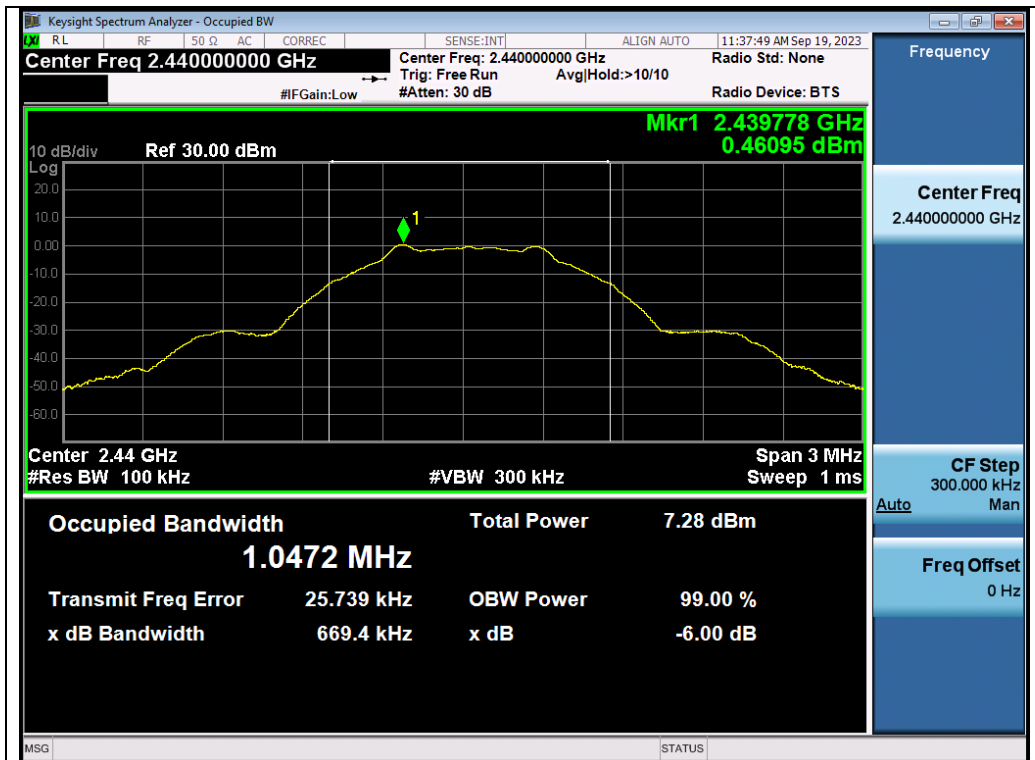 Keysight Spectrum Analyzer - Occupied BW
LXI RL RF 50 Ω AC CORREC SENSE:INT ALIGN AUTO 11:37:49 AM Sep 19, 2023
Center Freq 2.440000000 GHz
Center Freq: 2.440000000 GHz
Radio Std: None
Trig: Free Run
Avg|Hold:>10/10
#IFGain:Low
#Atten: 30 dB
Radio Device: BTS
Mkr1 2.439778 GHz
0.46095 dBm
10 dB/div
Ref 30.00 dBm
Log
20.0
10.0
1
0.00
-10.0
-20.0
-30.0
-40.0
-50.0
-60.0
Center 2.44 GHz
Span 3 MHz
#Res BW 100 kHz
#VBW 300 kHz
Sweep 1 ms
Occupied Bandwidth
Total Power
7.28 dBm
1.0472 MHz
Transmit Freq Error
25.739 kHz
OBW Power
99.00 %
x dB Bandwidth
669.4 kHz
x dB
-6.00 dB
Frequency
Center Freq
2.440000000 GHz
CF Step
300.000 kHz
Auto Man
Freq Offset
0 Hz
MSG
STATUS